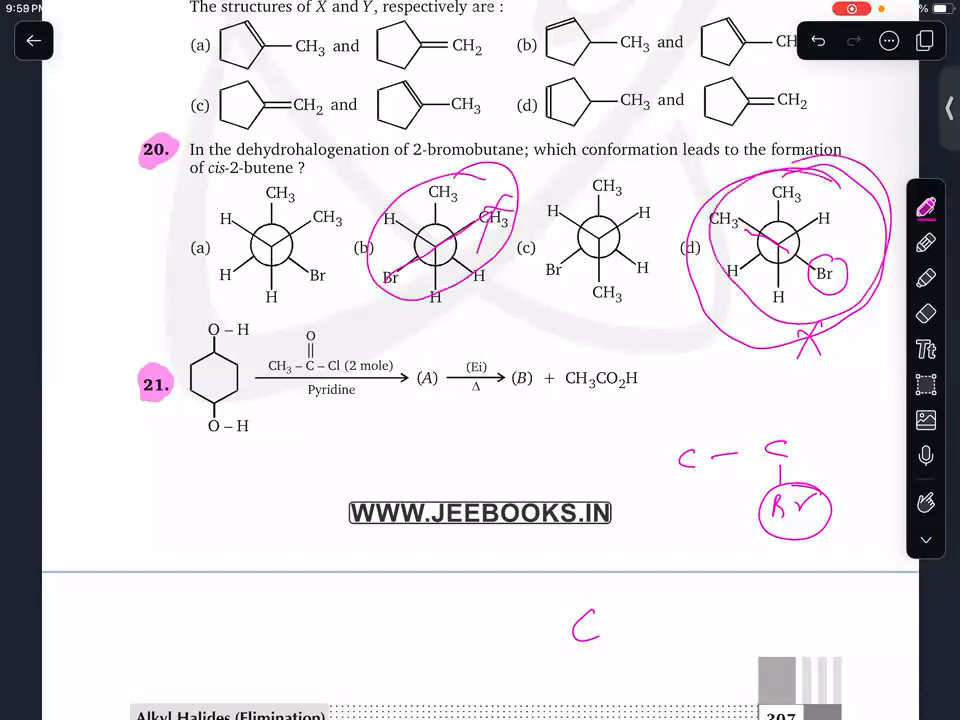 9:59 PM
%
The structures of X and Y, respectively are :
(a) CH3 and CH2 (b) CH3 and CH
(c) CH2 and CH3 (d) CH3 and CH2
20. In the dehydrohalogenation of 2-bromobutane; which conformation leads to the formation
of cis-2-butene ?
(a) CH3 H CH3 H Br H
(b) CH3 H CH3 Br H H
(c) CH3 H H Br H CH3
(d) CH3 CH3 H H Br H
21. O – H O – H
O
CH3 – C – Cl (2 mole)
Pyridine
(A) (Ei) Δ (B) + CH3CO2H
C – C
Br
WWW.JEEBOOKS.IN
C
Alkyl Halides (Elimination)
307
Tt